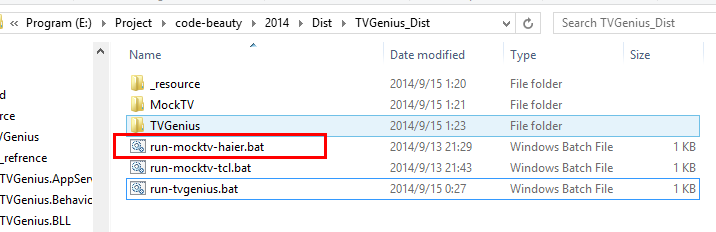 Program (E:) Project code-beauty 2014 Dist TVGenius_Dist Search TVGenius_Dist
Name Date modified Type Size
_resource 2014/9/15 1:20 File folder
MockTV 2014/9/15 1:21 File folder
TVGenius 2014/9/15 1:23 File folder
run-mocktv-haier.bat 2014/9/13 21:29 Windows Batch File 1 KB
run-mocktv-tcl.bat 2014/9/13 21:43 Windows Batch File 1 KB
run-tvgenius.bat 2014/9/15 0:27 Windows Batch File 1 KB
d
rce
VGenius
_refrence
TVGenius.AppServ
TVGenius.Behavic
TVGenius.BLL